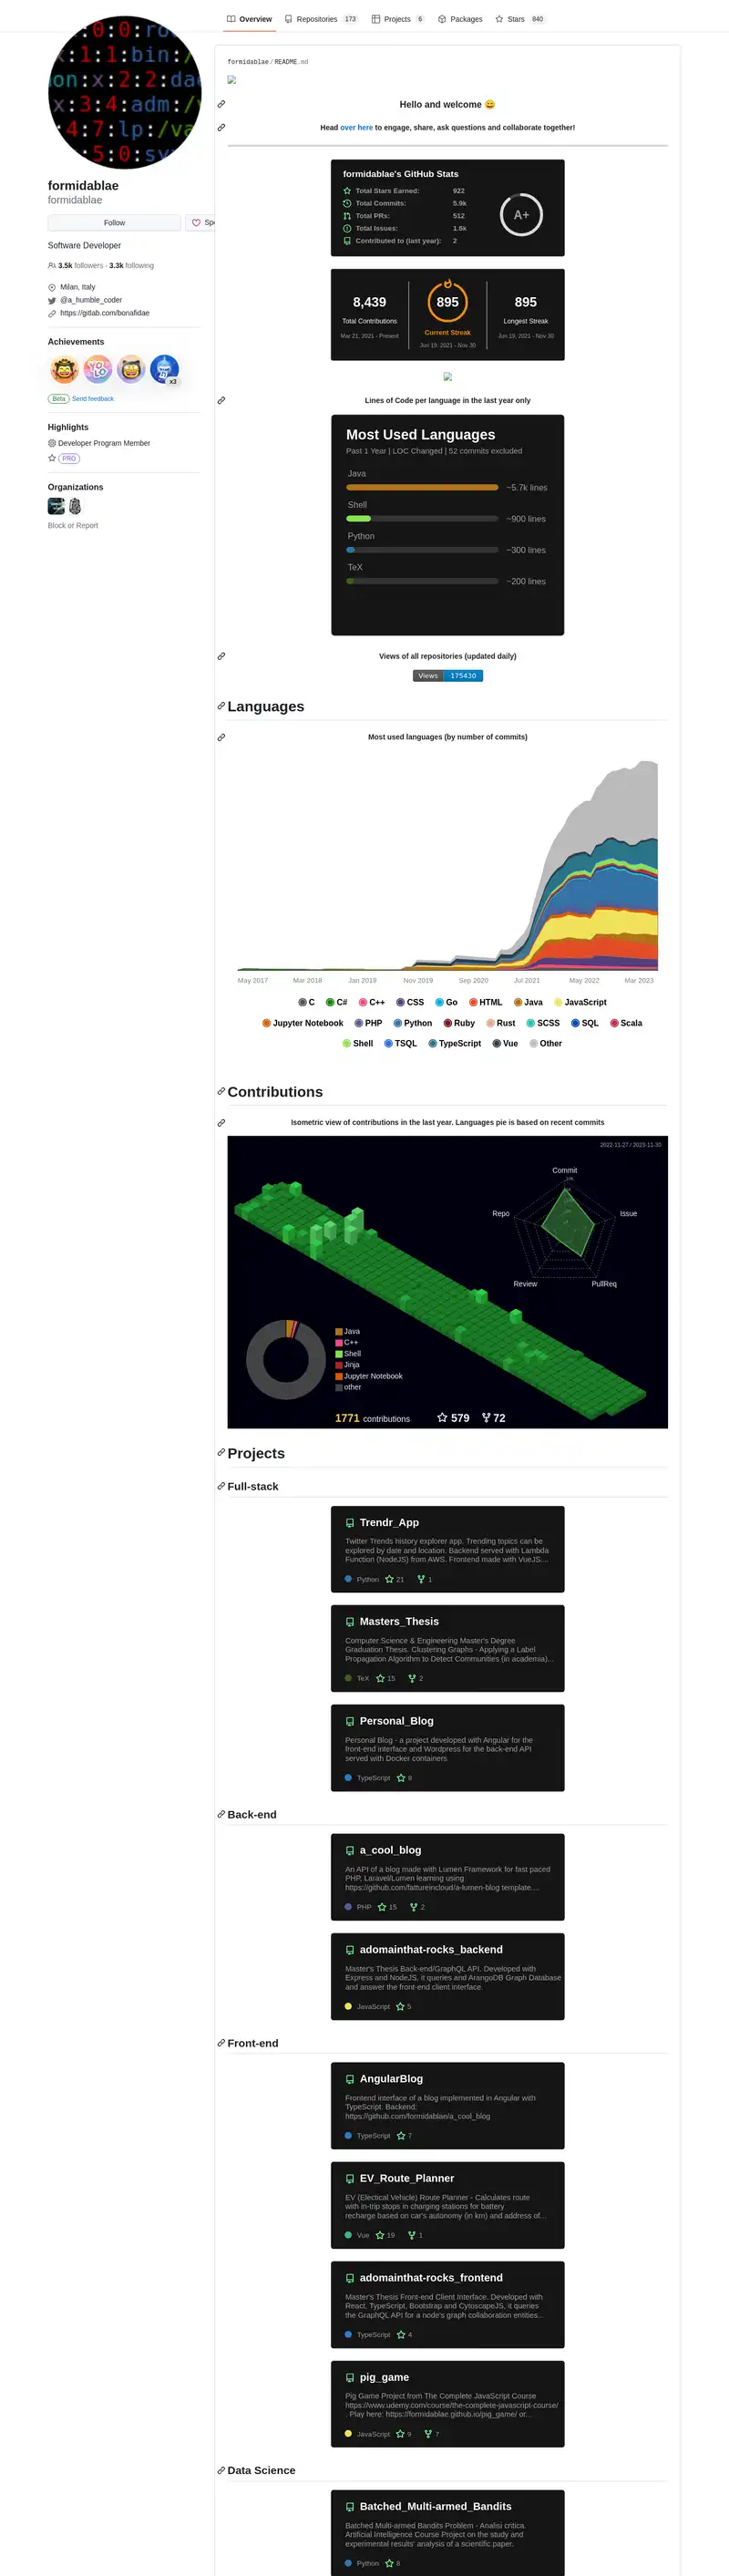 Overview
Repositories 173
Projects 6
Packages
Stars 840
:0:0:ro
x:1:1:bin:/
on:x:2:2:dae
x:3:4:adm:/v
:4:7:lp:/va
:5:0:sy
formidablae
formidablae
Follow
Software Developer
3.5k followers · 3.3k following
Milan, Italy
@a_humble_coder
https://gitlab.com/bonafidae
Achievements
YOLO
x3
Beta Send feedback
Highlights
Developer Program Member
PRO
Organizations
Block or Report
formidablae/README.md
Hello and welcome 😄
Head over here to engage, share, ask questions and collaborate together!
formidablae's GitHub Stats
Total Stars Earned: 922
Total Commits: 5.9k
Total PRs: 512
Total Issues: 1.5k
Contributed to (last year): 2
A+
8,439
Total Contributions
Mar 21, 2021 - Present
895
Current Streak
Jun 19, 2021 - Nov 30
895
Longest Streak
Jun 19, 2021 - Nov 30
Lines of Code per language in the last year only
Most Used Languages
Past 1 Year | LOC Changed | 52 commits excluded
Java
~5.7k lines
Shell
~900 lines
Python
~300 lines
TeX
~200 lines
Views of all repositories (updated daily)
Views 175430
Languages
Most used languages (by number of commits)
May 2017 Mar 2018 Jan 2019 Nov 2019 Sep 2020 Jul 2021 May 2022 Mar 2023
C C# C++ CSS Go HTML Java JavaScript
Jupyter Notebook PHP Python Ruby Rust SCSS SQL Scala
Shell TSQL TypeScript Vue Other
Contributions
Isometric view of contributions in the last year. Languages pie is based on recent commits
2022-11-27 / 2023-11-30
Commit
Issue
PullReq
Review
Repo
Java
C++
Shell
Jinja
Jupyter Notebook
other
1771 contributions 579 72
Projects
Full-stack
Trendr_App
Twitter Trends history explorer app. Trending topics can be
explored by date and location. Backend served with Lambda
Function (NodeJS) from AWS. Frontend made with VueJS....
Python 21 1
Masters_Thesis
Computer Science & Engineering Master's Degree
Graduation Thesis. Clustering Graphs - Applying a Label
Propagation Algorithm to Detect Communities (in academia)...
TeX 15 2
Personal_Blog
Personal Blog - a project developed with Angular for the
front-end interface and Wordpress for the back-end API
served with Docker containers
TypeScript 8
Back-end
a_cool_blog
An API of a blog made with Lumen Framework for fast paced
PHP, Laravel/Lumen learning using
https://github.com/fattureincloud/a-lumen-blog template....
PHP 15 2
adomainthat-rocks_backend
Master's Thesis Back-end/GraphQL API. Developed with
Express and NodeJS, it queries and ArangoDB Graph Database
and answer the front-end client interface.
JavaScript 5
Front-end
AngularBlog
Frontend interface of a blog implemented in Angular with
TypeScript. Backend:
https://github.com/formidablae/a_cool_blog
TypeScript 7
EV_Route_Planner
EV (Electical Vehicle) Route Planner - Calculates route
with in-trip stops in charging stations for battery
recharge based on car's autonomy (in km) and address of...
Vue 19 1
adomainthat-rocks_frontend
Master's Thesis Front-end Client Interface. Developed with
React, TypeScript, Bootstrap and CytoscapeJS, it queries
the GraphQL API for a node's graph collaboration entities...
TypeScript 4
pig_game
Pig Game Project from The Complete JavaScript Course
https://www.udemy.com/course/the-complete-javascript-course/
. Play here: https://formidablae.github.io/pig_game/ or...
JavaScript 9 7
Data Science
Batched_Multi-armed_Bandits
Batched Multi-armed Bandits Problem - Analisi critica.
Artificial Intelligence Course Project on the study and
experimental results' analysis of a scientific paper.
Python 8